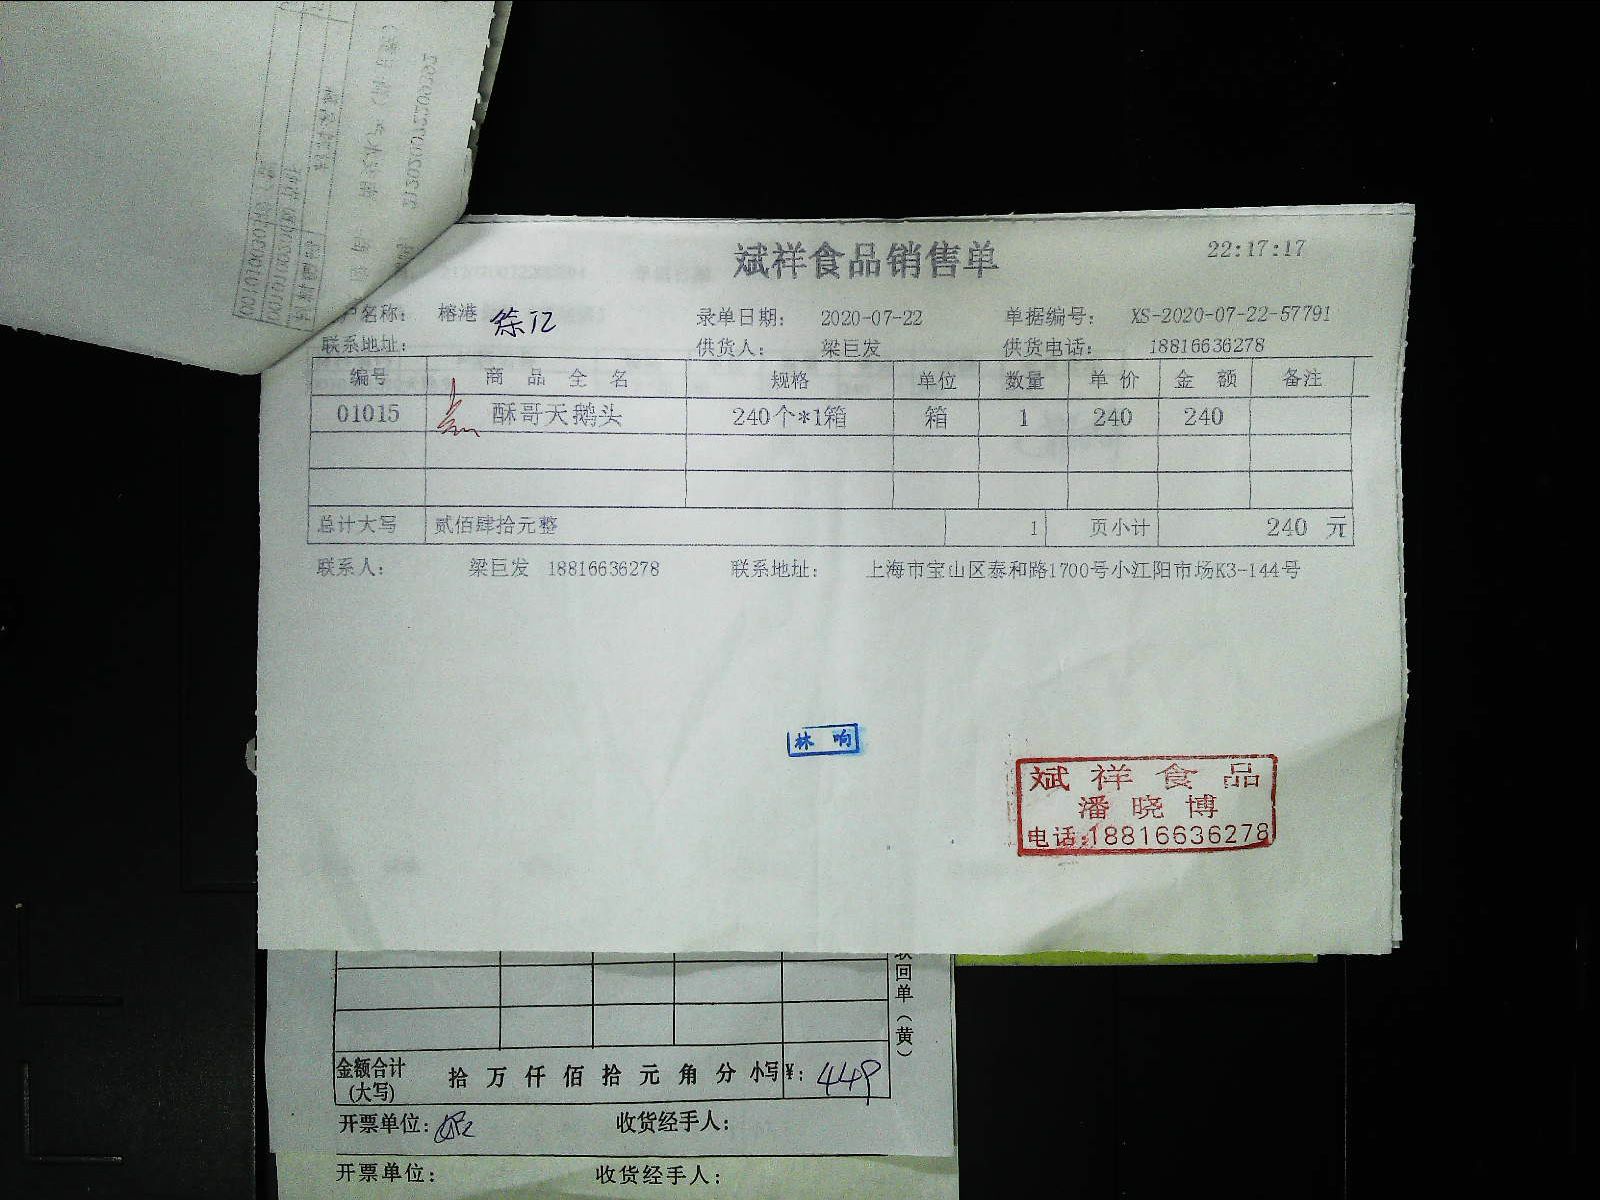 斌祥食品销售单 22:17:17
户名称: 榕港 徐汇 录单日期: 2020-07-22 单据编号: XS-2020-07-22-57791
联系地址: 供货人: 梁巨发 供货电话: 18816636278
编号 商品全名 规格 单位 数量 单价 金额 备注
01015 酥哥天鹅头 240个*1箱 箱 1 240 240
总计大写 贰佰肆拾元整 1 页小计 240 元
联系人: 梁巨发 18816636278 联系地址: 上海市宝山区泰和路1700号小江阳市场K3-144号
林响
斌祥食品
潘晓博
电话:18816636278
回单(黄)
金额合计(大写) 拾万仟佰拾元角分 小写¥: 449
开票单位: 收货经手人:
开票单位: 收货经手人: